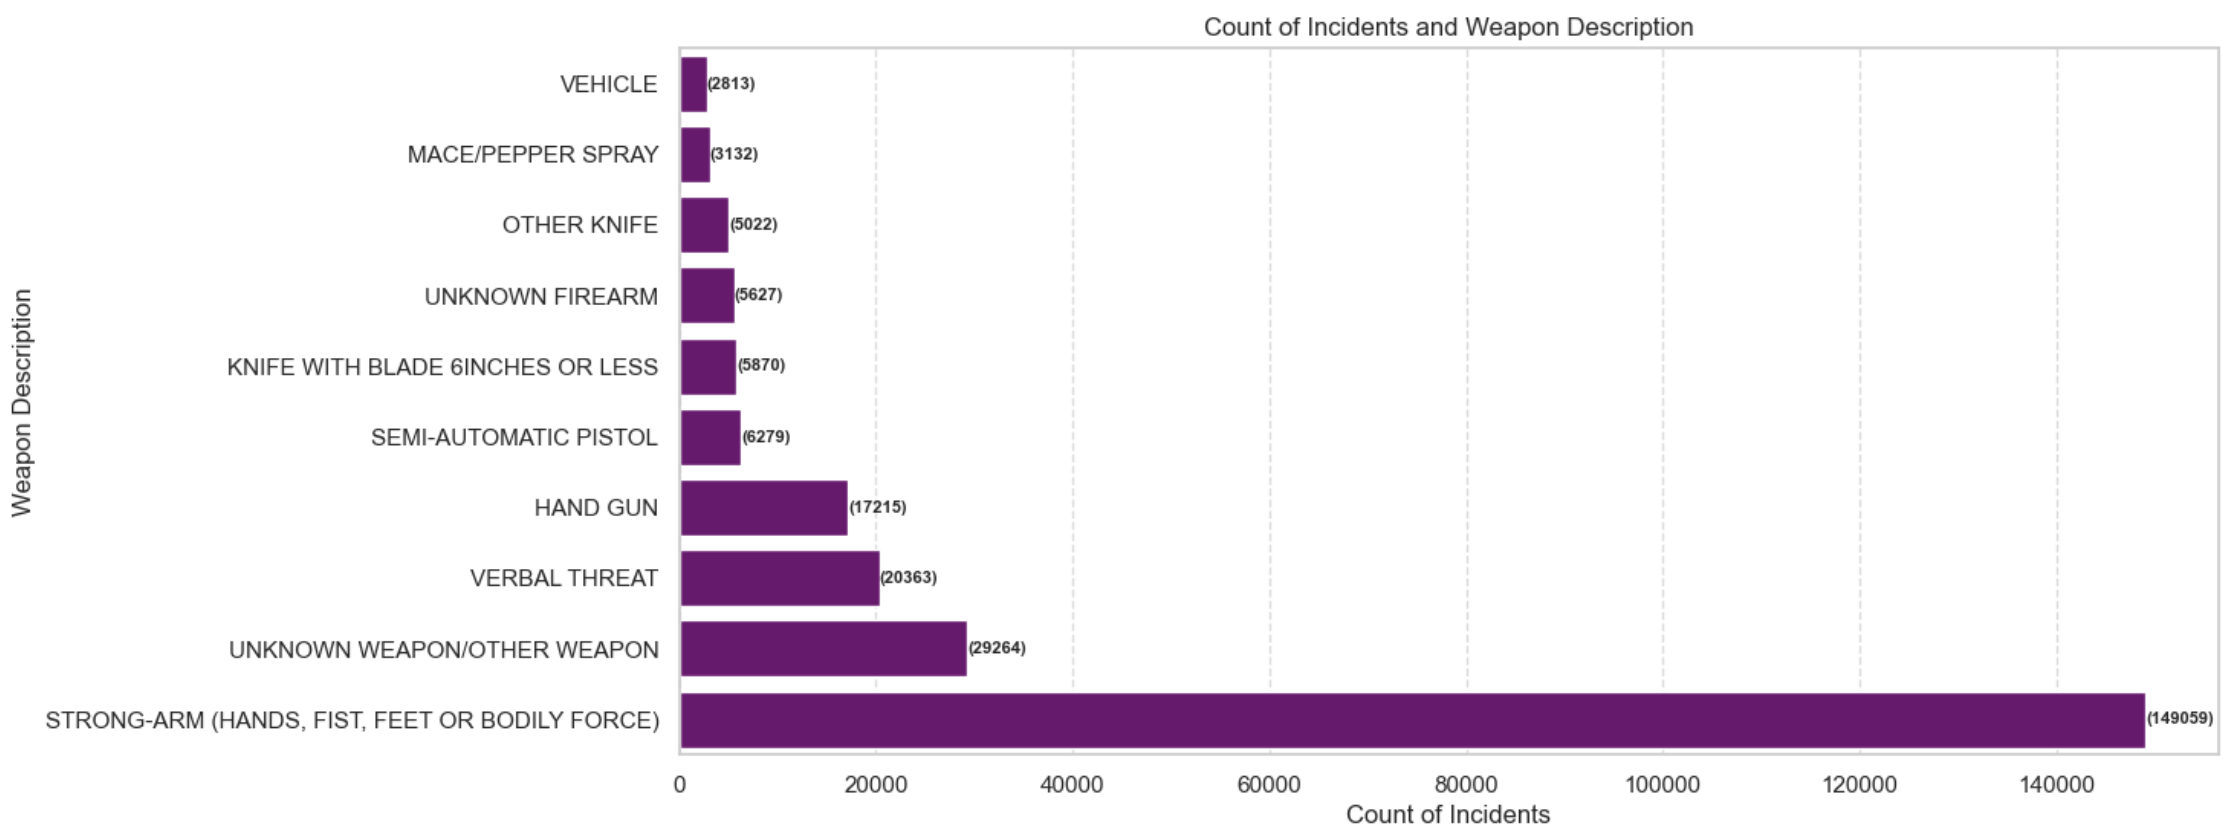 Count of Incidents and Weapon Description
Weapon Description
VEHICLE (2813)
MACE/PEPPER SPRAY (3132)
OTHER KNIFE (5022)
UNKNOWN FIREARM (5627)
KNIFE WITH BLADE 6INCHES OR LESS (5870)
SEMI-AUTOMATIC PISTOL (6279)
HAND GUN (17215)
VERBAL THREAT (20363)
UNKNOWN WEAPON/OTHER WEAPON (29264)
STRONG-ARM (HANDS, FIST, FEET OR BODILY FORCE) (149059)
0 20000 40000 60000 80000 100000 120000 140000
Count of Incidents